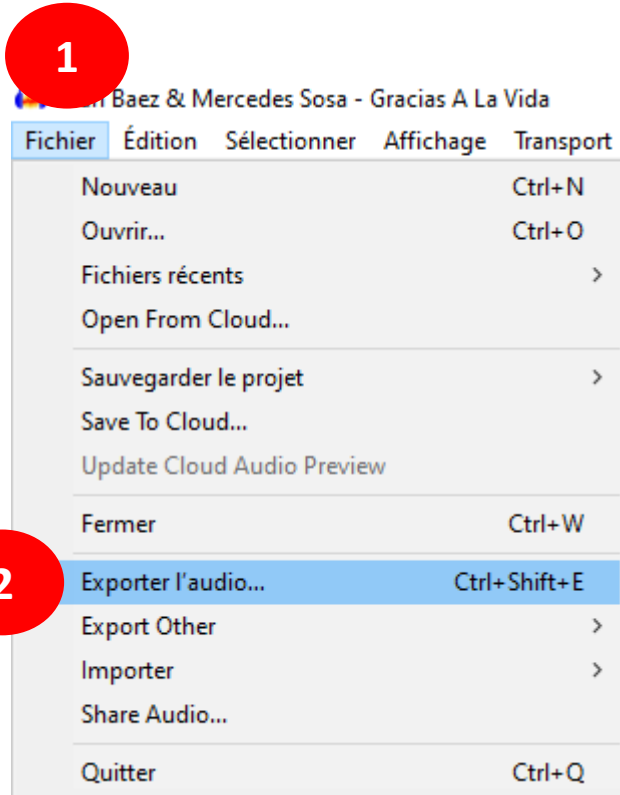 1
Baez & Mercedes Sosa - Gracias A La Vida
Fichier Édition Sélectionner Affichage Transport
Nouveau Ctrl+N
Ouvrir... Ctrl+O
Fichiers récents >
Open From Cloud...
Sauvegarder le projet >
Save To Cloud...
Update Cloud Audio Preview
Fermer Ctrl+W
2 Exporter l'audio... Ctrl+Shift+E
Export Other >
Importer >
Share Audio...
Quitter Ctrl+Q